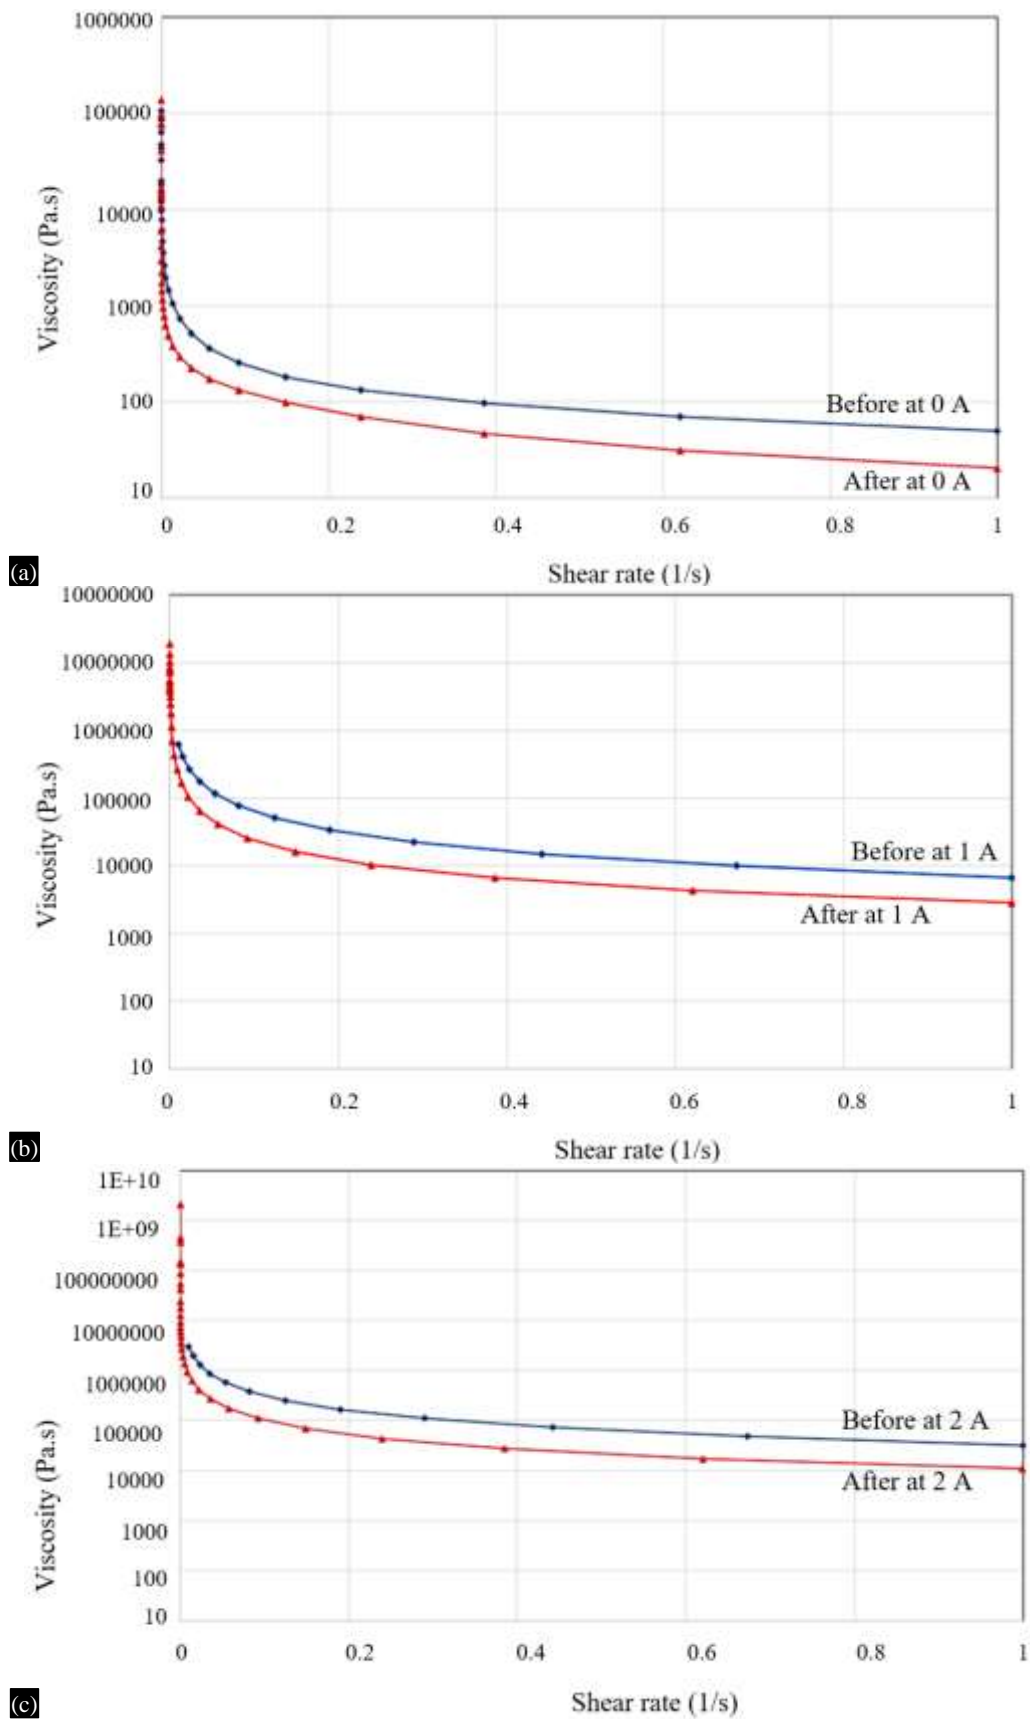 1000000
100000
10000
1000
100
10
Viscosity (Pa.s)
Before at 0 A
After at 0 A
0 0.2 0.4 0.6 0.8 1
Shear rate (1/s)
(a)
10000000
10000000
1000000
100000
10000
1000
100
10
Viscosity (Pa.s)
Before at 1 A
After at 1 A
0 0.2 0.4 0.6 0.8 1
Shear rate (1/s)
(b)
1E+10
1E+09
100000000
10000000
1000000
100000
10000
1000
100
10
Viscosity (Pa.s)
Before at 2 A
After at 2 A
0 0.2 0.4 0.6 0.8 1
Shear rate (1/s)
(c)